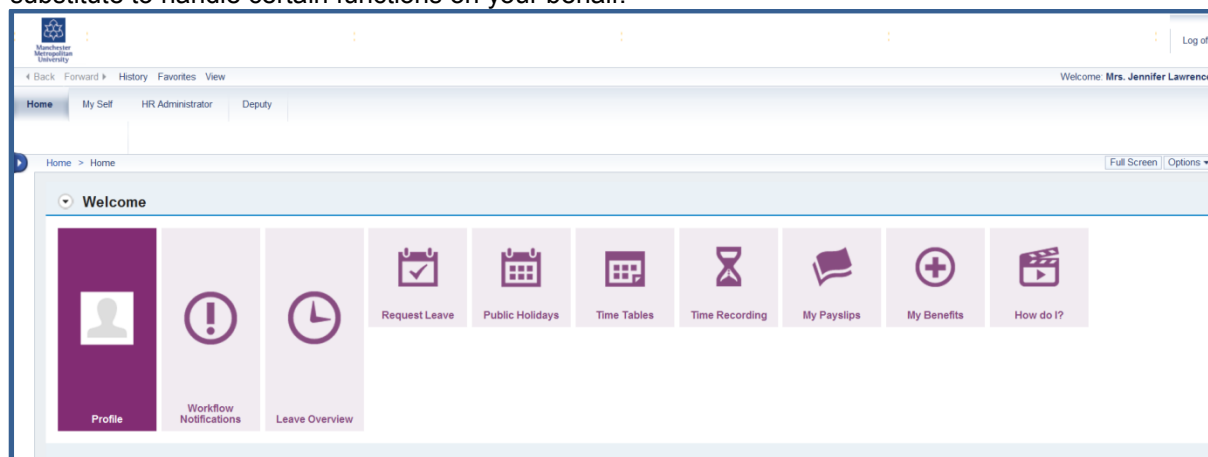 substitute to handle certain functions on your behalf.
Manchester
Metropolitan
University
Log of
Back Forward History Favorites View
Welcome: Mrs. Jennifer Lawrence
Home My Self HR Administrator Deputy
Home > Home
Full Screen Options
Welcome
Request Leave Public Holidays Time Tables Time Recording My Payslips My Benefits How do I?
Profile
Workflow
Notifications
Leave Overview